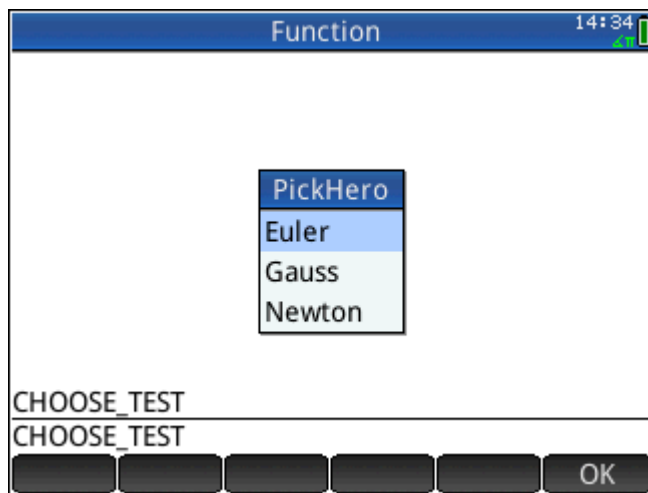 Function
14:34
∠π
PickHero
Euler
Gauss
Newton
CHOOSE_TEST
CHOOSE_TEST
OK